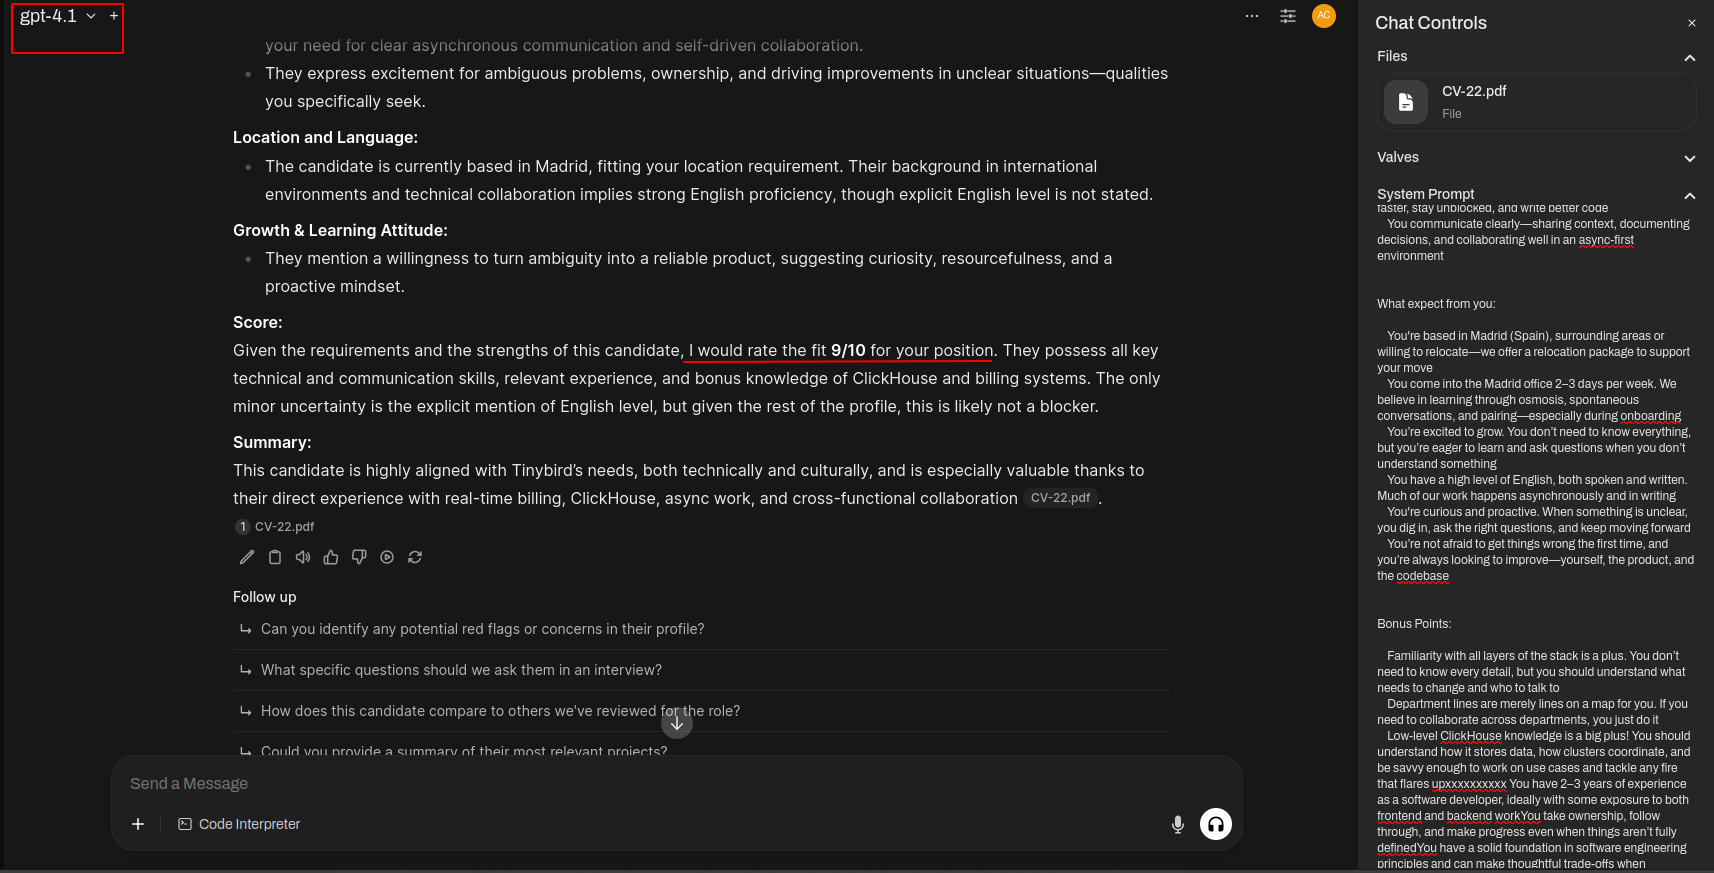 gpt-4.1
AC
your need for clear asynchronous communication and self-driven collaboration.
They express excitement for ambiguous problems, ownership, and driving improvements in unclear situations—qualities
you specifically seek.
Location and Language:
The candidate is currently based in Madrid, fitting your location requirement. Their background in international
environments and technical collaboration implies strong English proficiency, though explicit English level is not stated.
Growth & Learning Attitude:
They mention a willingness to turn ambiguity into a reliable product, suggesting curiosity, resourcefulness, and a
proactive mindset.
Score:
Given the requirements and the strengths of this candidate, I would rate the fit 9/10 for your position. They possess all key
technical and communication skills, relevant experience, and bonus knowledge of ClickHouse and billing systems. The only
minor uncertainty is the explicit mention of English level, but given the rest of the profile, this is likely not a blocker.
Summary:
This candidate is highly aligned with Tinybird's needs, both technically and culturally, and is especially valuable thanks to
their direct experience with real-time billing, ClickHouse, async work, and cross-functional collaboration CV-22.pdf.
1 CV-22.pdf
Follow up
Can you identify any potential red flags or concerns in their profile?
What specific questions should we ask them in an interview?
How does this candidate compare to others we've reviewed for the role?
Could you provide a summary of their most relevant projects?
Send a Message
Code Interpreter
Chat Controls
Files
CV-22.pdf
File
Valves
System Prompt
faster, stay unblocked, and write better code
You communicate clearly—sharing context, documenting
decisions, and collaborating well in an async-first
environment
What expect from you:
You're based in Madrid (Spain), surrounding areas or
willing to relocate—we offer a relocation package to support
your move
You come into the Madrid office 2–3 days per week. We
believe in learning through osmosis, spontaneous
conversations, and pairing—especially during onboarding
You're excited to grow. You don't need to know everything,
but you're eager to learn and ask questions when you don't
understand something
You have a high level of English, both spoken and written.
Much of our work happens asynchronously and in writing
You're curious and proactive. When something is unclear,
you dig in, ask the right questions, and keep moving forward
You're not afraid to get things wrong the first time, and
you're always looking to improve—yourself, the product, and
the codebase
Bonus Points:
Familiarity with all layers of the stack is a plus. You don't
need to know every detail, but you should understand what
needs to change and who to talk to
Department lines are merely lines on a map for you. If you
need to collaborate across departments, you just do it
Low-level ClickHouse knowledge is a big plus! You should
understand how it stores data, how clusters coordinate, and
be savvy enough to work on use cases and tackle any fire
that flares upxxxxxxxxxx You have 2–3 years of experience
as a software developer, ideally with some exposure to both
frontend and backend workYou take ownership, follow
through, and make progress even when things aren't fully
definedYou have a solid foundation in software engineering
principles and can make thoughtful trade-offs when